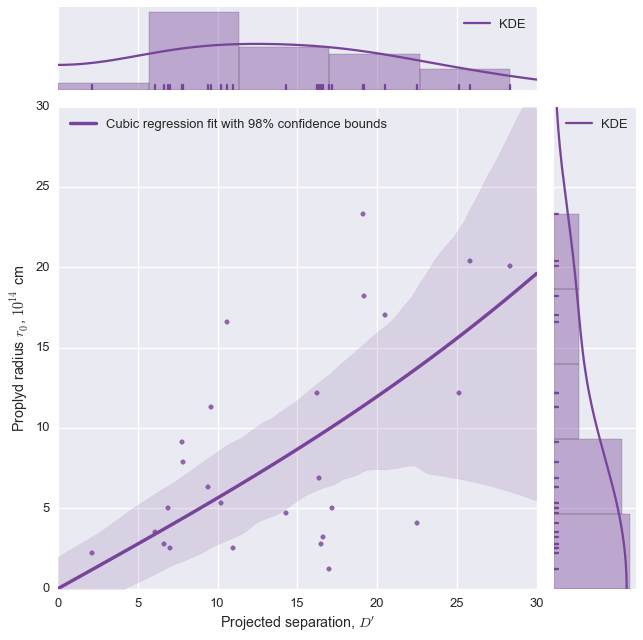 KDE
30
Cubic regression fit with 98% confidence bounds
KDE
25
20
15
10
5
0
Proplyd radius r₀, 10¹⁴ cm
0 5 10 15 20 25 30
Projected separation, D′